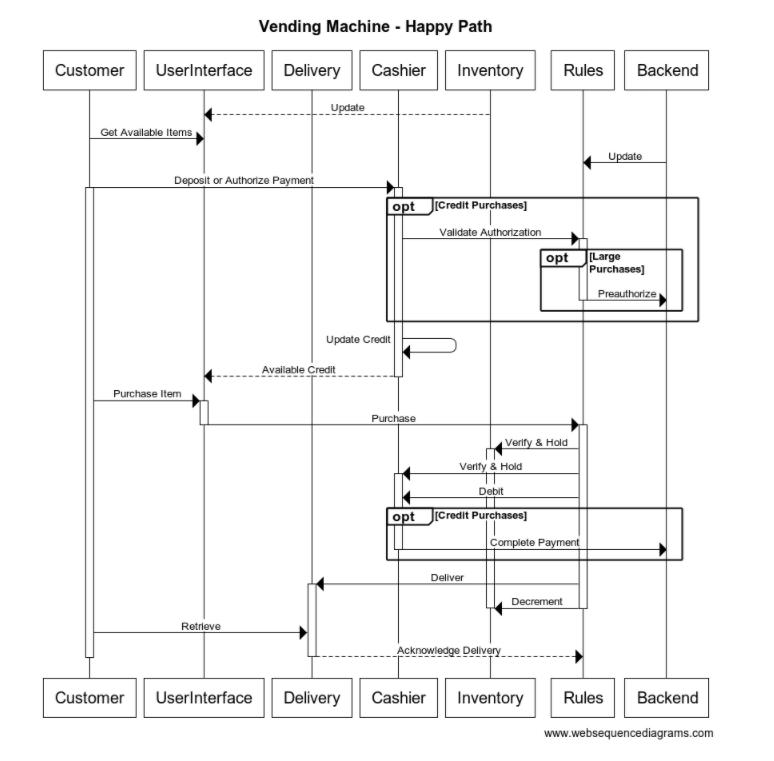 Vending Machine - Happy Path
Customer UserInterface Delivery Cashier Inventory Rules Backend
Update
Get Available Items
Update
Deposit or Authorize Payment
opt [Credit Purchases]
Validate Authorization
opt [Large
Purchases]
Preauthorize
Update Credit
Available Credit
Purchase Item
Purchase
Verify & Hold
Verify & Hold
Debit
opt [Credit Purchases]
Complete Payment
Deliver
Decrement
Retrieve
Acknowledge Delivery
Customer UserInterface Delivery Cashier Inventory Rules Backend
www.websequencediagrams.com